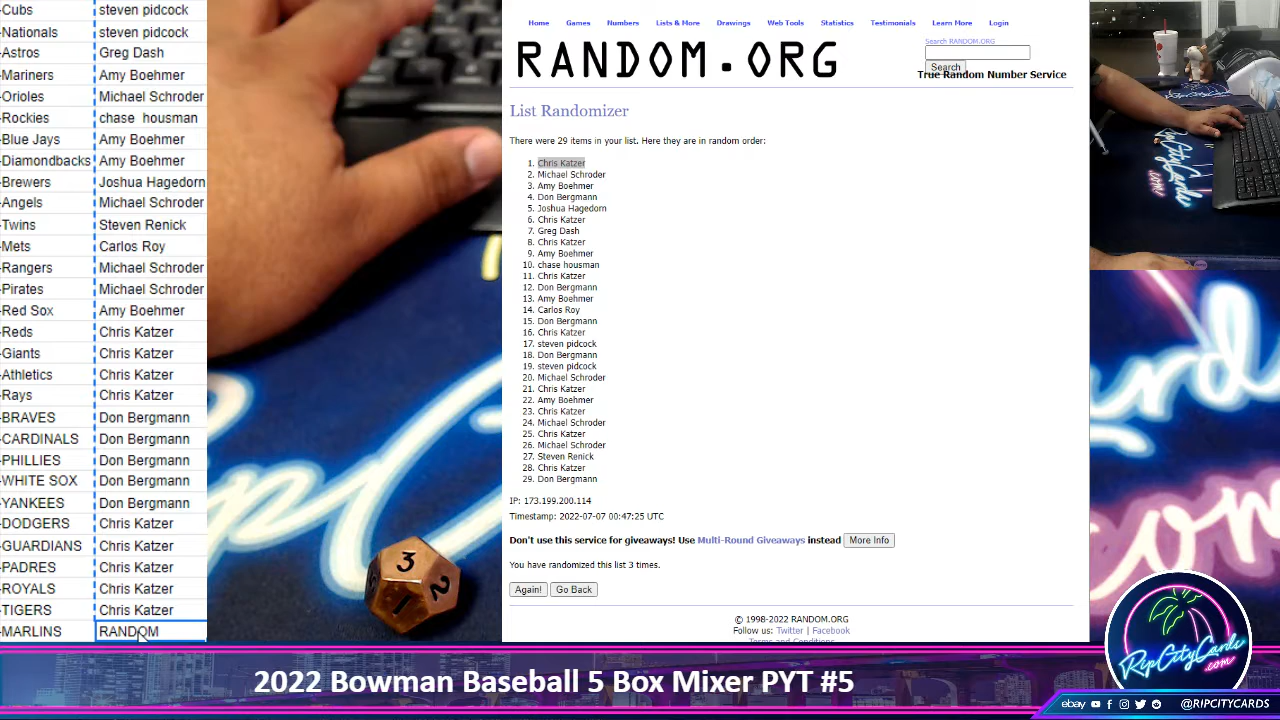 -Cubs steven pidcock
-Nationals steven pidcock
-Astros Greg Dash
-Mariners Amy Boehmer
-Orioles Michael Schroder
-Rockies chase housman
-Blue Jays Amy Boehmer
-Diamondbacks Amy Boehmer
-Brewers Joshua Hagedorn
-Angels Michael Schroder
-Twins Steven Renick
-Mets Carlos Roy
-Rangers Michael Schroder
-Pirates Michael Schroder
-Red Sox Amy Boehmer
-Reds Chris Katzer
-Giants Chris Katzer
-Athletics Chris Katzer
-Rays Chris Katzer
-BRAVES Don Bergmann
-CARDINALS Don Bergmann
-PHILLIES Don Bergmann
-WHITE SOX Don Bergmann
-YANKEES Don Bergmann
-DODGERS Chris Katzer
-GUARDIANS Chris Katzer
-PADRES Chris Katzer
-ROYALS Chris Katzer
-TIGERS Chris Katzer
-MARLINS RANDOM
3
2
1
Home Games Numbers Lists & More Drawings Web Tools Statistics Testimonials Learn More Login
RANDOM.ORG
Search RANDOM.ORG
Search
True Random Number Service
List Randomizer
There were 29 items in your list. Here they are in random order:
1. Chris Katzer
2. Michael Schroder
3. Amy Boehmer
4. Don Bergmann
5. Joshua Hagedorn
6. Chris Katzer
7. Greg Dash
8. Chris Katzer
9. Amy Boehmer
10. chase housman
11. Chris Katzer
12. Don Bergmann
13. Amy Boehmer
14. Carlos Roy
15. Don Bergmann
16. Chris Katzer
17. steven pidcock
18. Don Bergmann
19. steven pidcock
20. Michael Schroder
21. Chris Katzer
22. Amy Boehmer
23. Chris Katzer
24. Michael Schroder
25. Chris Katzer
26. Michael Schroder
27. Steven Renick
28. Chris Katzer
29. Don Bergmann
IP: 173.199.200.114
Timestamp: 2022-07-07 00:47:25 UTC
Don't use this service for giveaways! Use Multi-Round Giveaways instead More Info
You have randomized this list 3 times.
Again! Go Back
© 1998-2022 RANDOM.ORG
Follow us: Twitter | Facebook
Terms and Conditions
2022 Bowman Baseball 5 Box Mixer PYT #5
RipCityCards
.com
ebay @RIPCITYCARDS